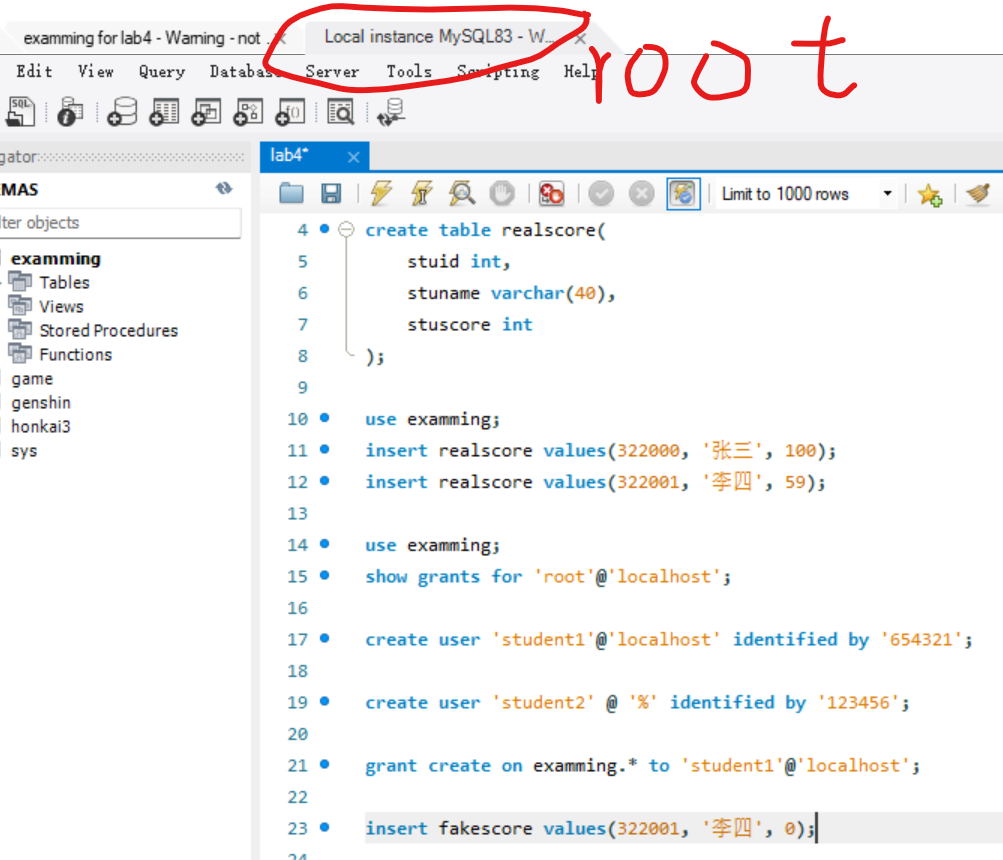 examming for lab4 - Warning - not
Local instance MySQL83 - W...
root
Edit View Query Database Server Tools Scripting Help
SQL
gator
lab4*
MAS
Limit to 1000 rows
lter objects
examming
Tables
Views
Stored Procedures
Functions
game
genshin
honkai3
sys
4 create table realscore(
5 stuid int,
6 stuname varchar(40),
7 stuscore int
8 );
9
10 use examming;
11 insert realscore values(322000, '张三', 100);
12 insert realscore values(322001, '李四', 59);
13
14 use examming;
15 show grants for 'root'@'localhost';
16
17 create user 'student1'@'localhost' identified by '654321';
18
19 create user 'student2' @ '%' identified by '123456';
20
21 grant create on examming.* to 'student1'@'localhost';
22
23 insert fakescore values(322001, '李四', 0);
24